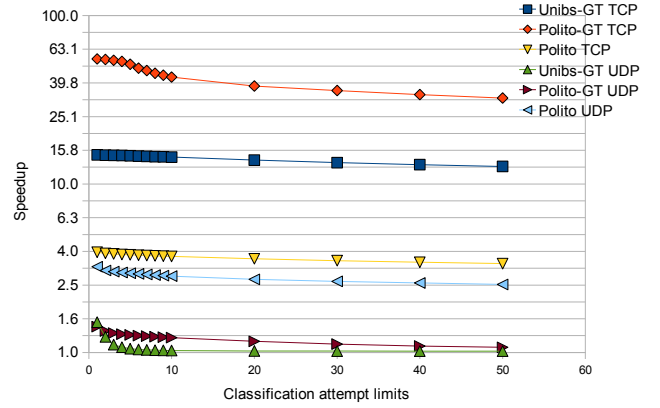 100.0
63.1
39.8
25.1
15.8
10.0
6.3
4.0
2.5
1.6
1.0
Speedup
0
10
20
30
40
50
60
Classification attempt limits
Unibs-GT TCP
Polito-GT TCP
Polito TCP
Unibs-GT UDP
Polito-GT UDP
Polito UDP